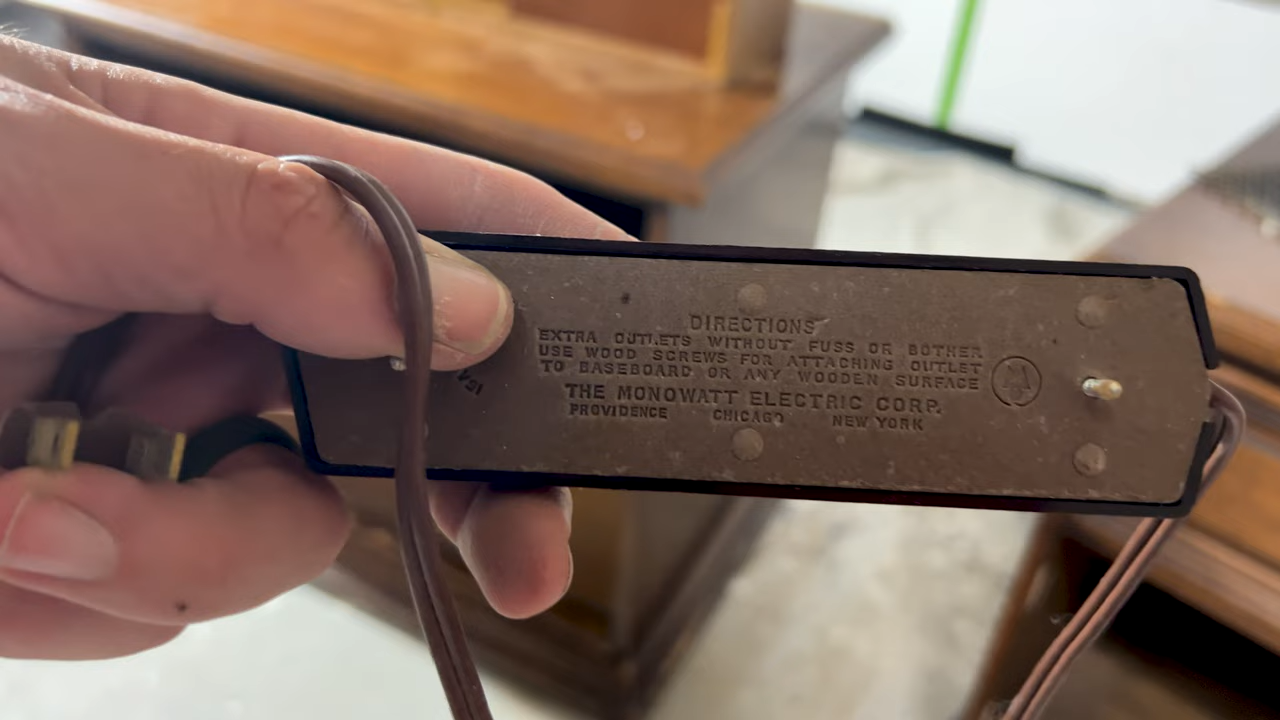 DIRECTIONS
EXTRA OUTLETS WITHOUT FUSS OR BOTHER
USE WOOD SCREWS FOR ATTACHING OUTLET
TO BASEBOARD OR ANY WOODEN SURFACE
THE MONOWATT ELECTRIC CORP.
PROVIDENCE CHICAGO NEW YORK